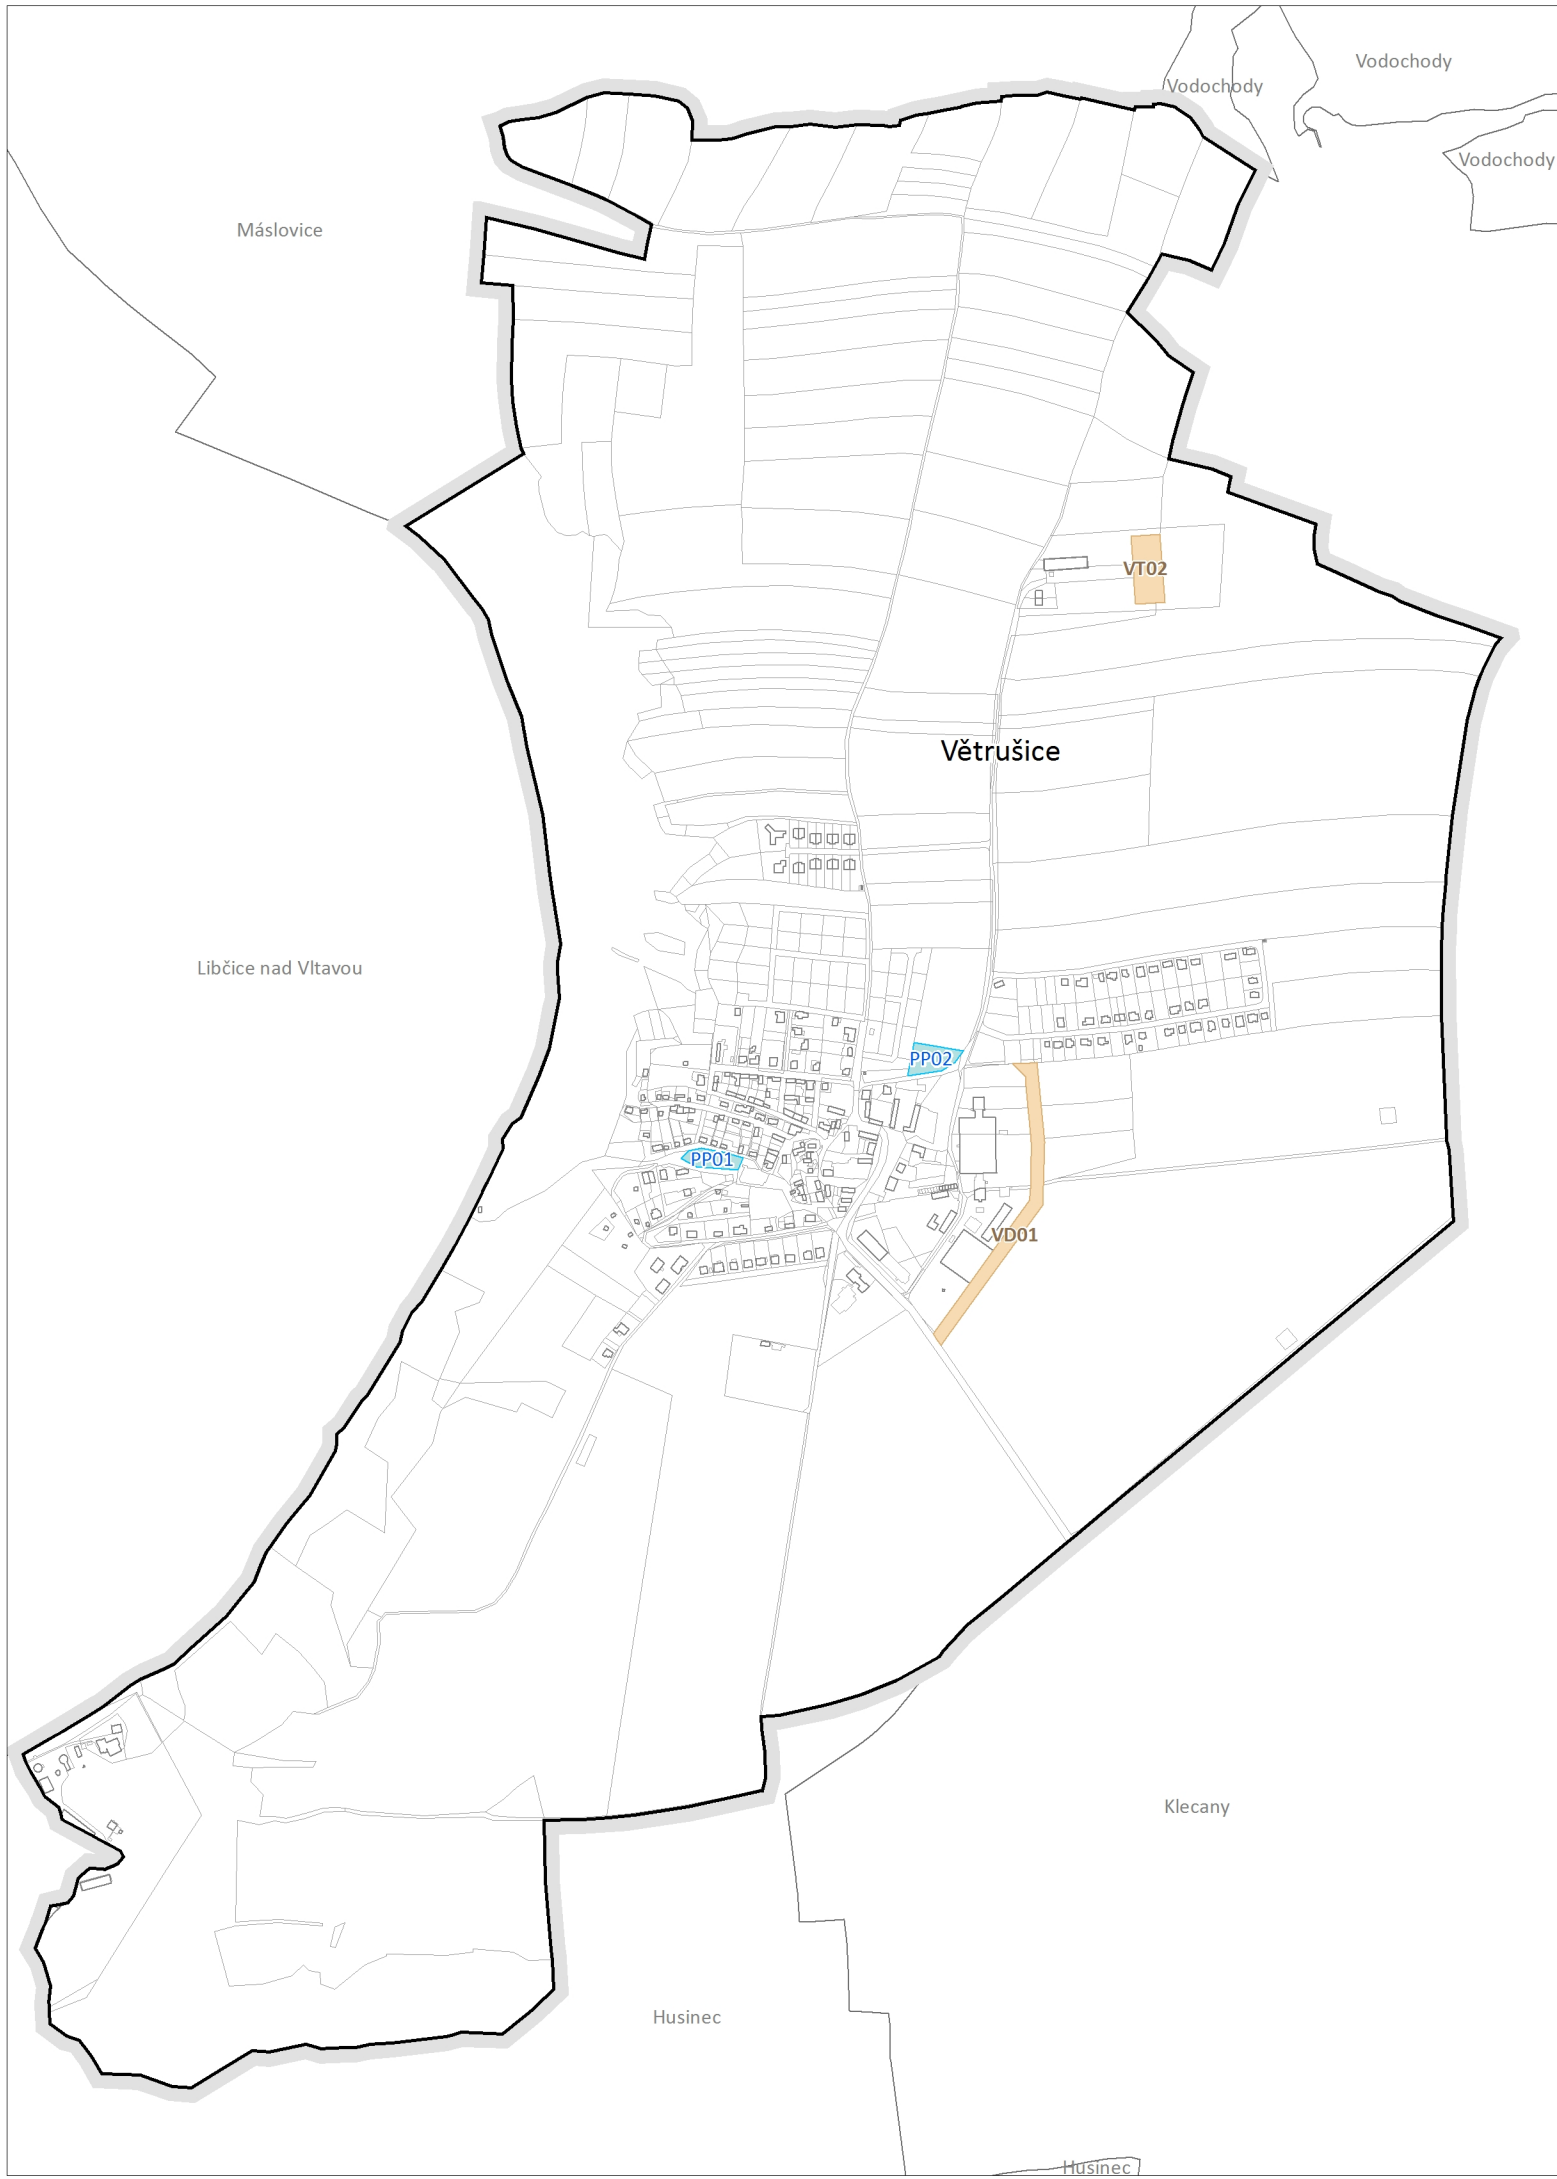 Vodochody
Vodochody
Vodochody
Máslovice
VT02
Větrušice
Libčice nad Vltavou
PP02
PP01
VD01
Klecany
Husinec
Husinec